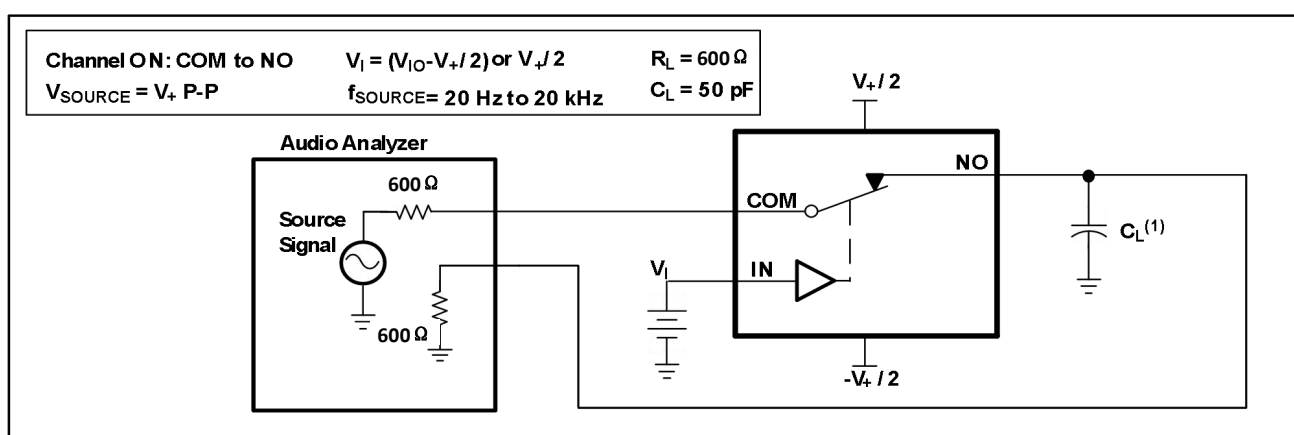 Channel ON: COM to NO
V_I = (V_IO-V_+/2) or V_+/2
R_L = 600 Ω
V_SOURCE = V_+ P-P
f_SOURCE= 20 Hz to 20 kHz
C_L = 50 pF
V_+/2
Audio Analyzer
600 Ω
NO
COM
Source
Signal
C_L^(1)
V_I
IN
600 Ω
-V_+/2